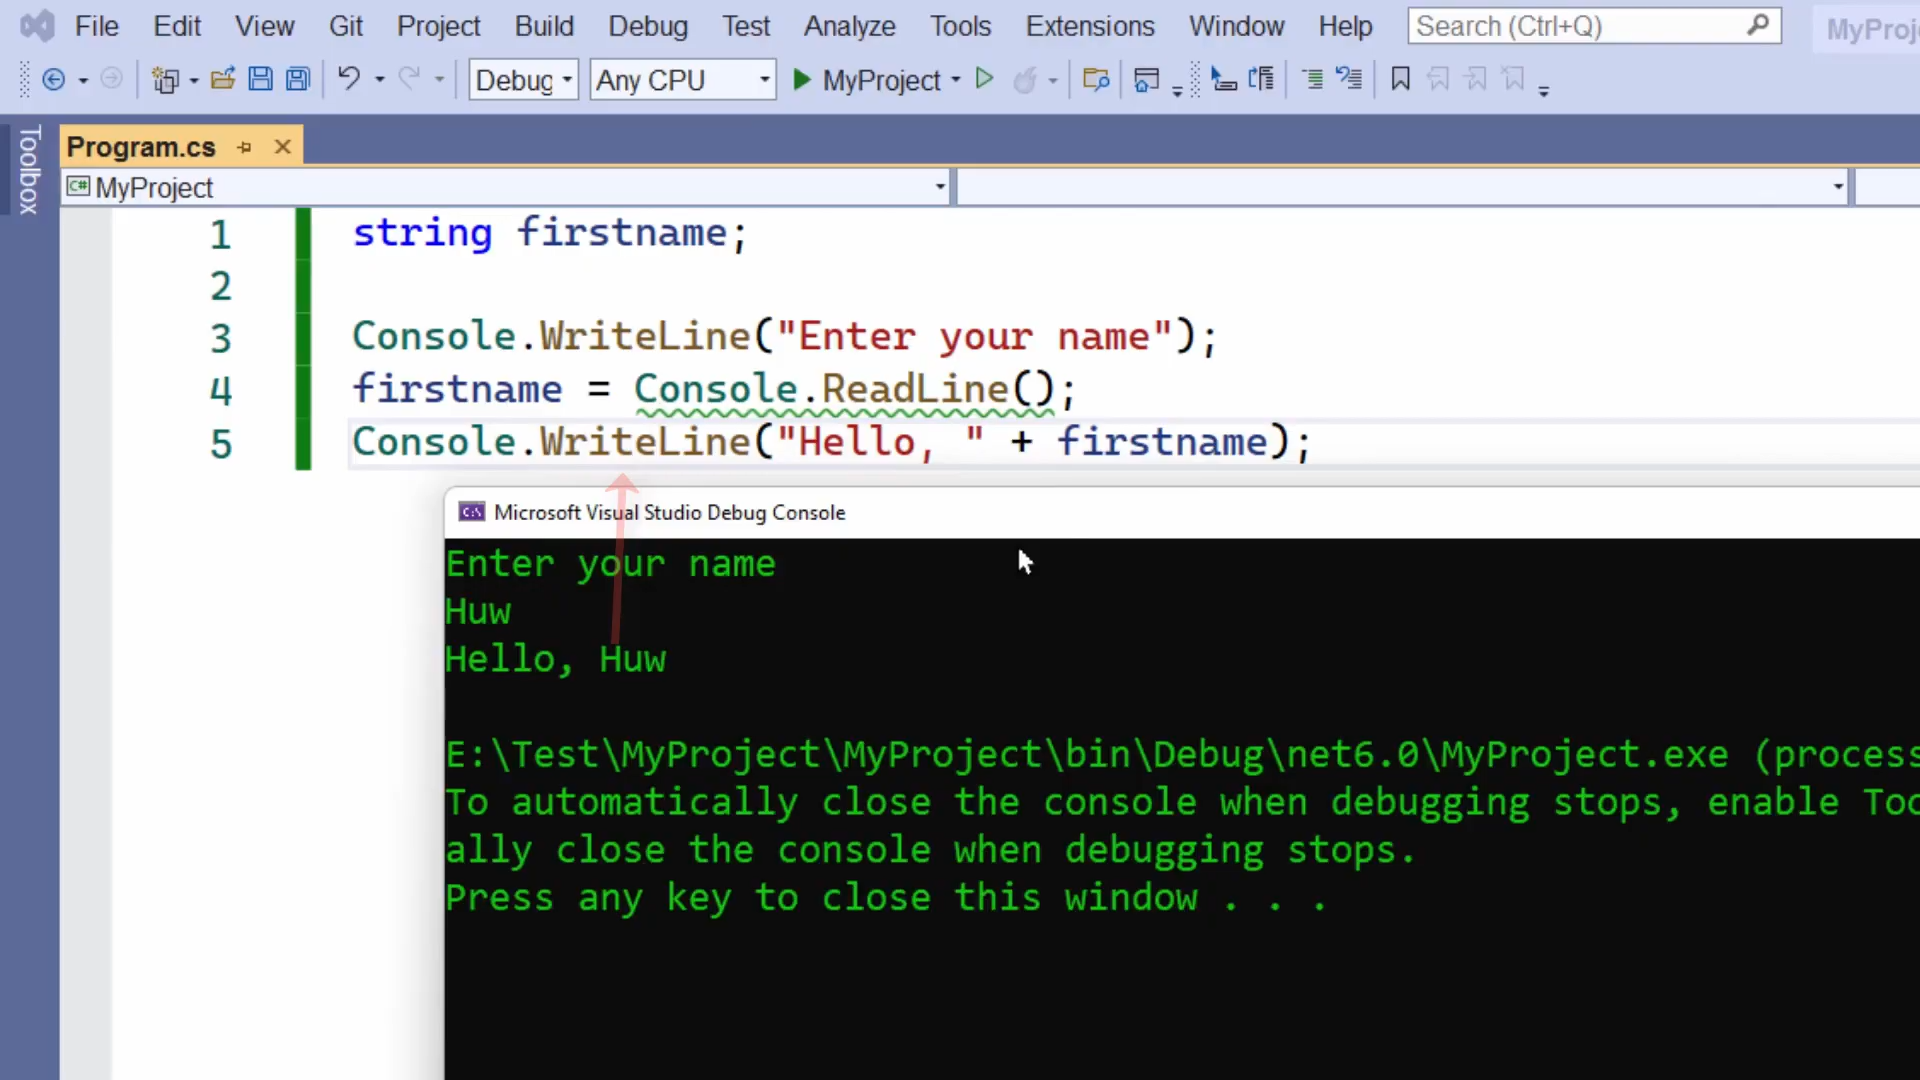 File Edit View Git Project Build Debug Test Analyze Tools Extensions Window Help Search (Ctrl+Q)
Debug Any CPU MyProject
Toolbox
Program.cs
C# MyProject
1 string firstname;
2
3 Console.WriteLine("Enter your name");
4 firstname = Console.ReadLine();
5 Console.WriteLine("Hello, " + firstname);
Microsoft Visual Studio Debug Console
Enter your name
Huw
Hello, Huw
E:\Test\MyProject\MyProject\bin\Debug\net6.0\MyProject.exe (process
To automatically close the console when debugging stops, enable
ally close the console when debugging stops.
Press any key to close this window . . .